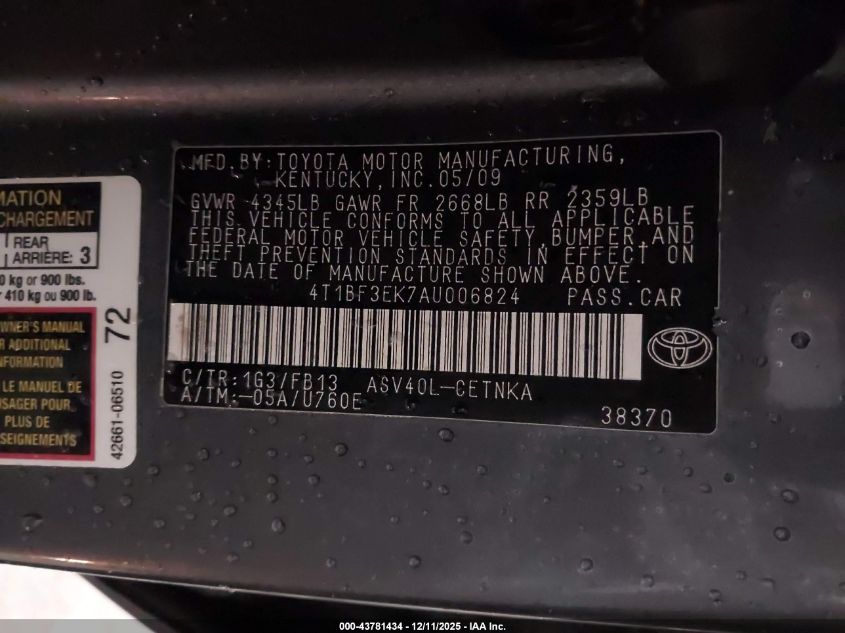 MATION
CHARGEMENT
REAR
ARRIÈRE: 3
0 kg or 900 lbs.
410 kg ou 900 lb.
WNER'S MANUAL
ADDITIONAL
NFORMATION
LE MANUEL DE
USAGER POUR
PLUS DE
SEIGNEMENTS
42661-06510 72
MFD.BY:TOYOTA MOTOR MANUFACTURING,
KENTUCKY,INC.05/09
GVWR 4345LB GAWR FR 2668LB RR 2359LB
THIS VEHICLE CONFORMS TO ALL APPLICABLE
FEDERAL MOTOR VEHICLE SAFETY,BUMPER,AND
THEFT PREVENTION STANDARDS IN EFFECT ON
THE DATE OF MANUFACTURE SHOWN ABOVE.
4T1BF3EK7AU006824 PASS.CAR
C/TR:1G3/FB13 ASV40L-CETNKA
A/TM:-05A/U760E
38370
000-43781434 - 12/11/2025 - IAA Inc.